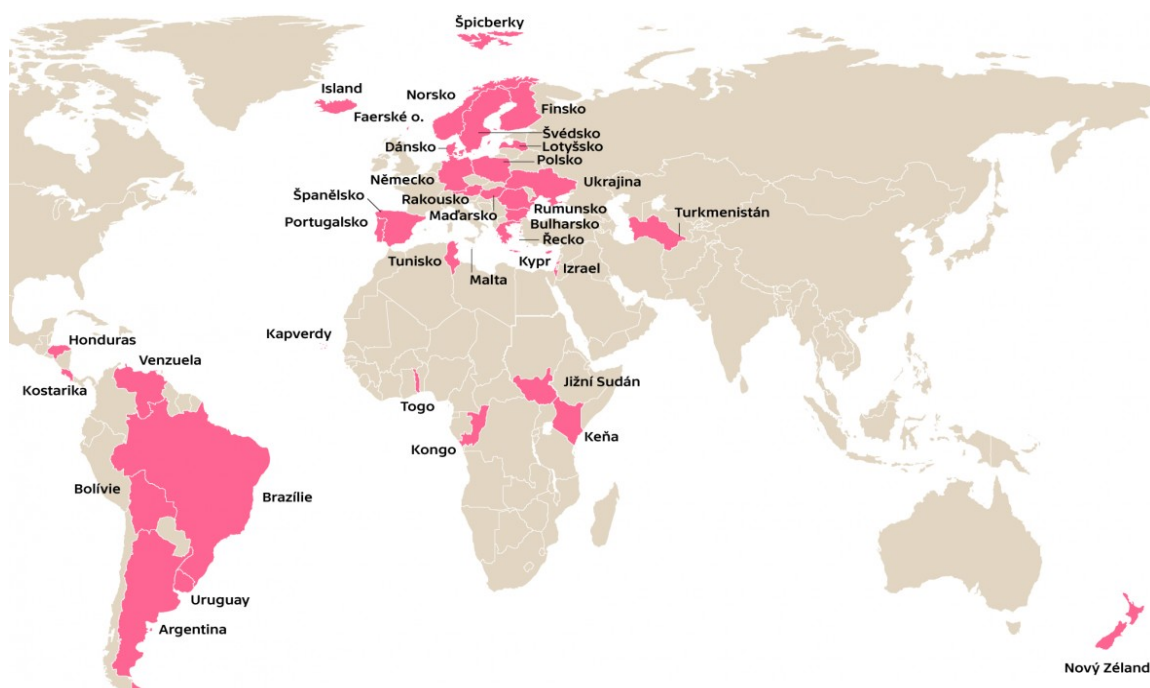 Špicberky
Island
Norsko
Finsko
Faerské o.
Švédsko
Dánsko
Lotyšsko
Polsko
Německo
Ukrajina
Španělsko
Rakousko
Portugalsko
Maďarsko
Rumunsko
Turkmenistán
Bulharsko
Řecko
Tunisko
Kypr
Izrael
Malta
Kapverdy
Honduras
Venzuela
Kostarika
Jižní Súdán
Togo
Keňa
Kongo
Bolívie
Brazílie
Uruguay
Argentina
Nový Zéland